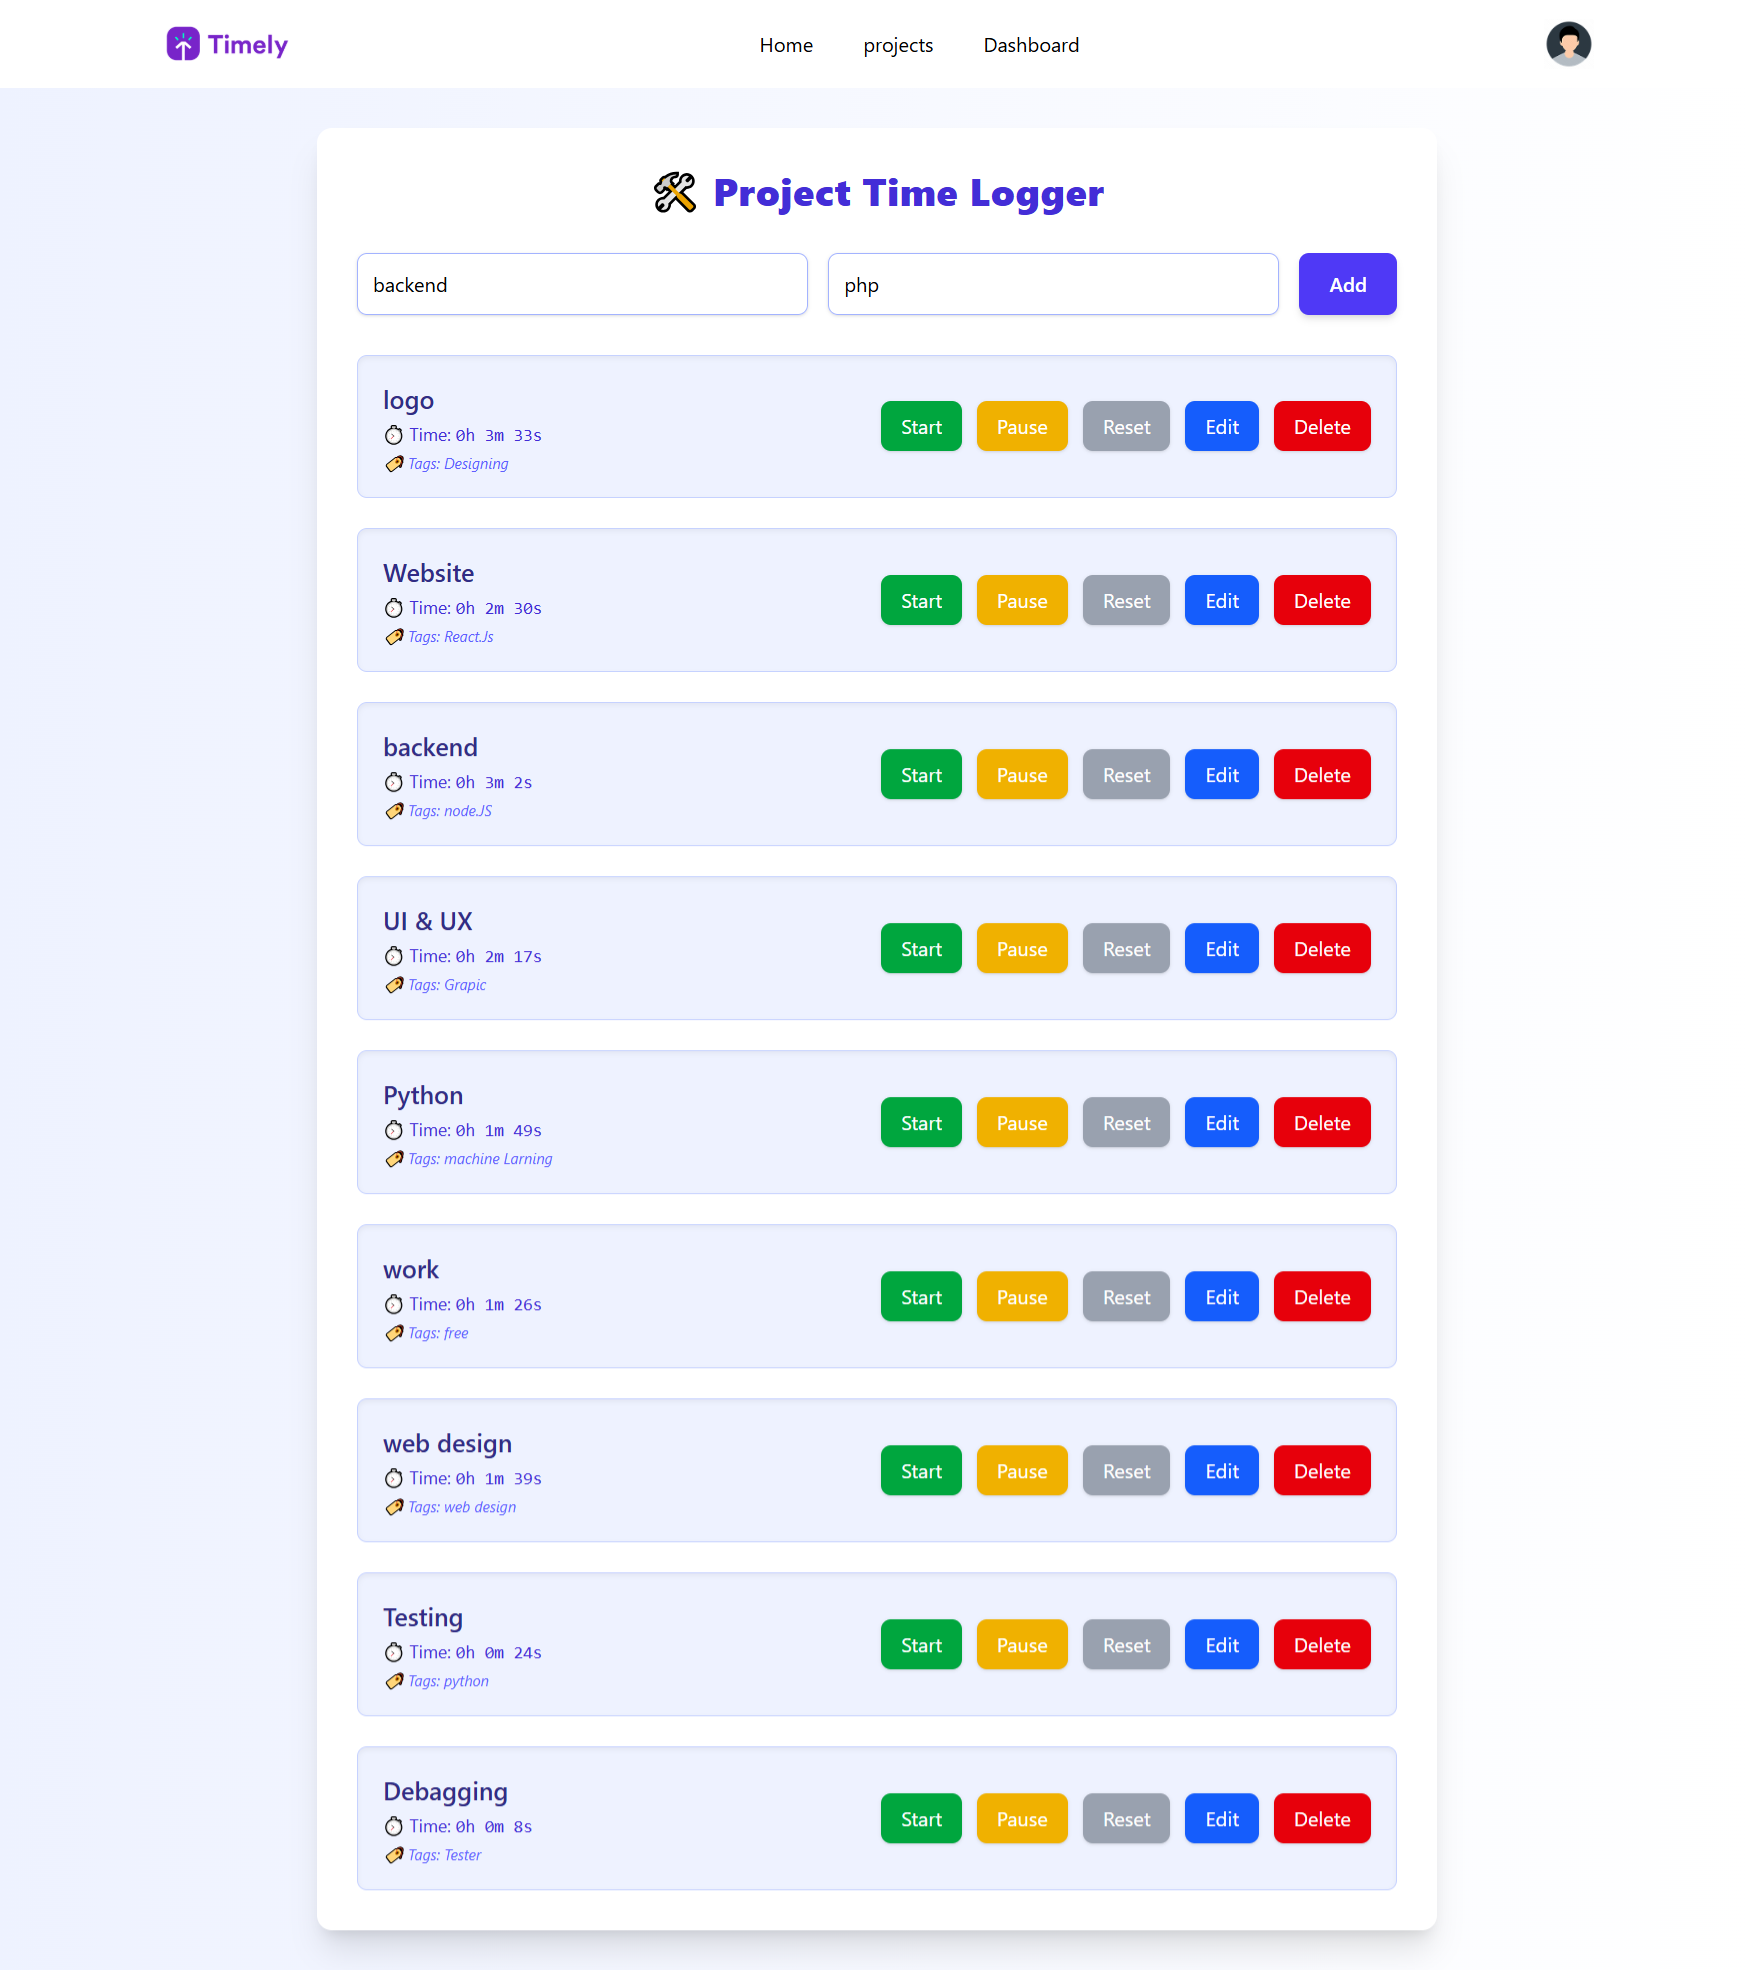 Timely
Home projects Dashboard
Project Time Logger
backend php Add
logo
Time: 0h 3m 33s
Tags: Designing
Start Pause Reset Edit Delete
Website
Time: 0h 2m 30s
Tags: React.Js
Start Pause Reset Edit Delete
backend
Time: 0h 3m 2s
Tags: node.JS
Start Pause Reset Edit Delete
UI & UX
Time: 0h 2m 17s
Tags: Grapic
Start Pause Reset Edit Delete
Python
Time: 0h 1m 49s
Tags: machine Larning
Start Pause Reset Edit Delete
work
Time: 0h 1m 26s
Tags: free
Start Pause Reset Edit Delete
web design
Time: 0h 1m 39s
Tags: web design
Start Pause Reset Edit Delete
Testing
Time: 0h 0m 24s
Tags: python
Start Pause Reset Edit Delete
Debagging
Time: 0h 0m 8s
Tags: Tester
Start Pause Reset Edit Delete